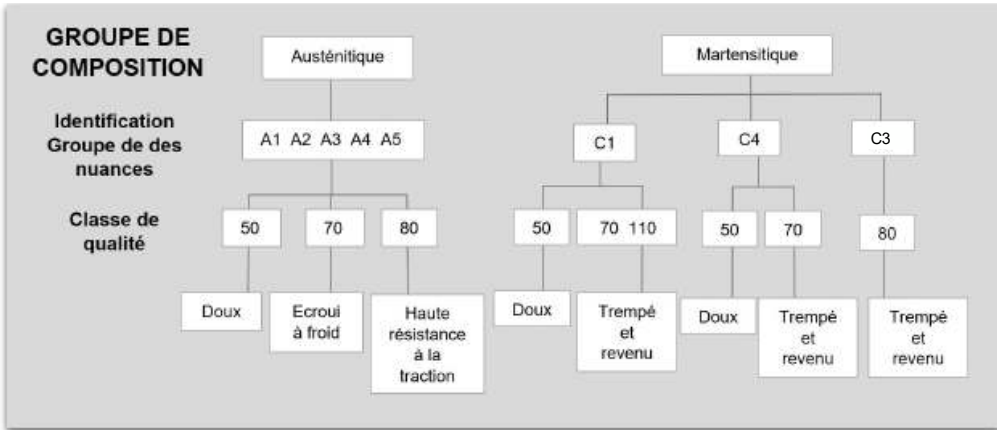 GROUPE DE
COMPOSITION
Austénitique
Martensitique
Identification
Groupe de des
nuances
A1 A2 A3 A4 A5
C1
C4
C3
Classe de
qualité
50
70
80
50
70 110
50
70
80
Doux
Ecroui
à froid
Haute
résistance
à la
traction
Doux
Trempé
et
revenu
Doux
Trempé
et
revenu
Trempé
et
revenu